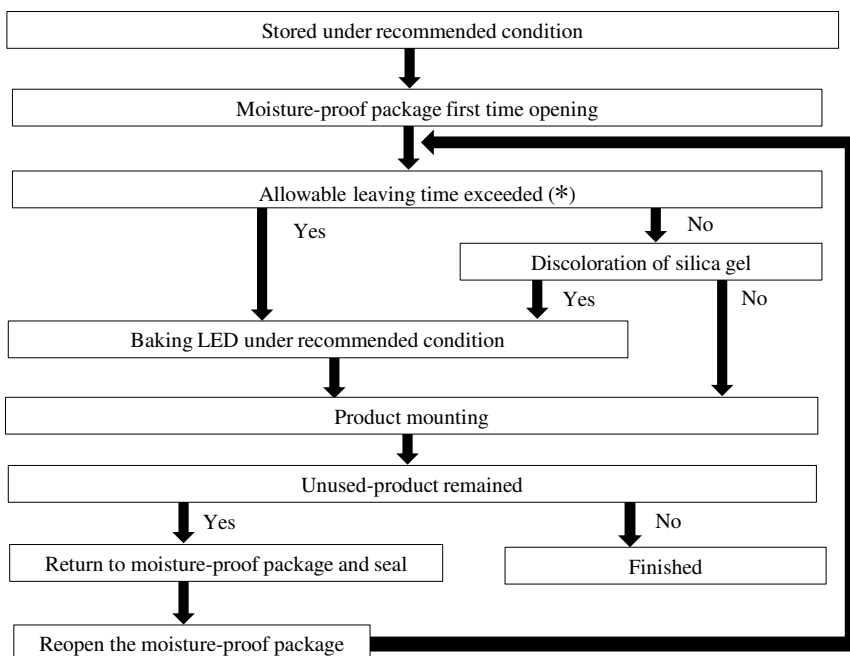 Stored under recommended condition
Moisture-proof package first time opening
Allowable leaving time exceeded (*)
Yes
No
Discoloration of silica gel
Yes
No
Baking LED under recommended condition
Product mounting
Unused-product remained
Yes
No
Return to moisture-proof package and seal
Finished
Reopen the moisture-proof package